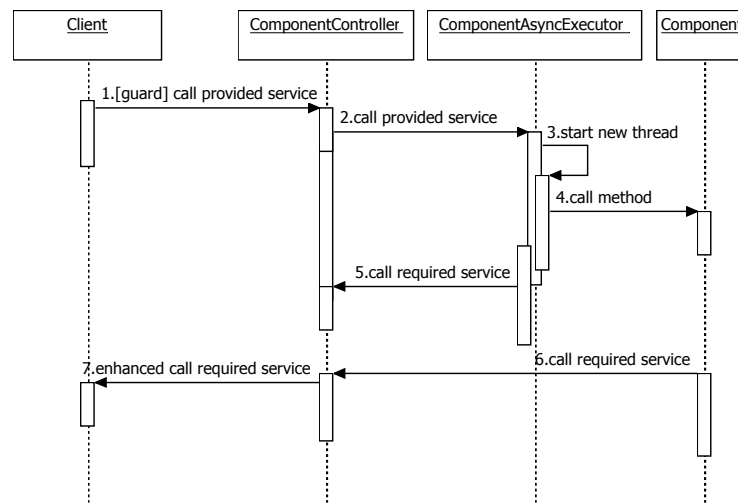 Client
ComponentController
ComponentAsyncExecutor
Component
1.[guard] call provided service
2.call provided service
3.start new thread
4.call method
5.call required service
6.call required service
7.enhanced call required service